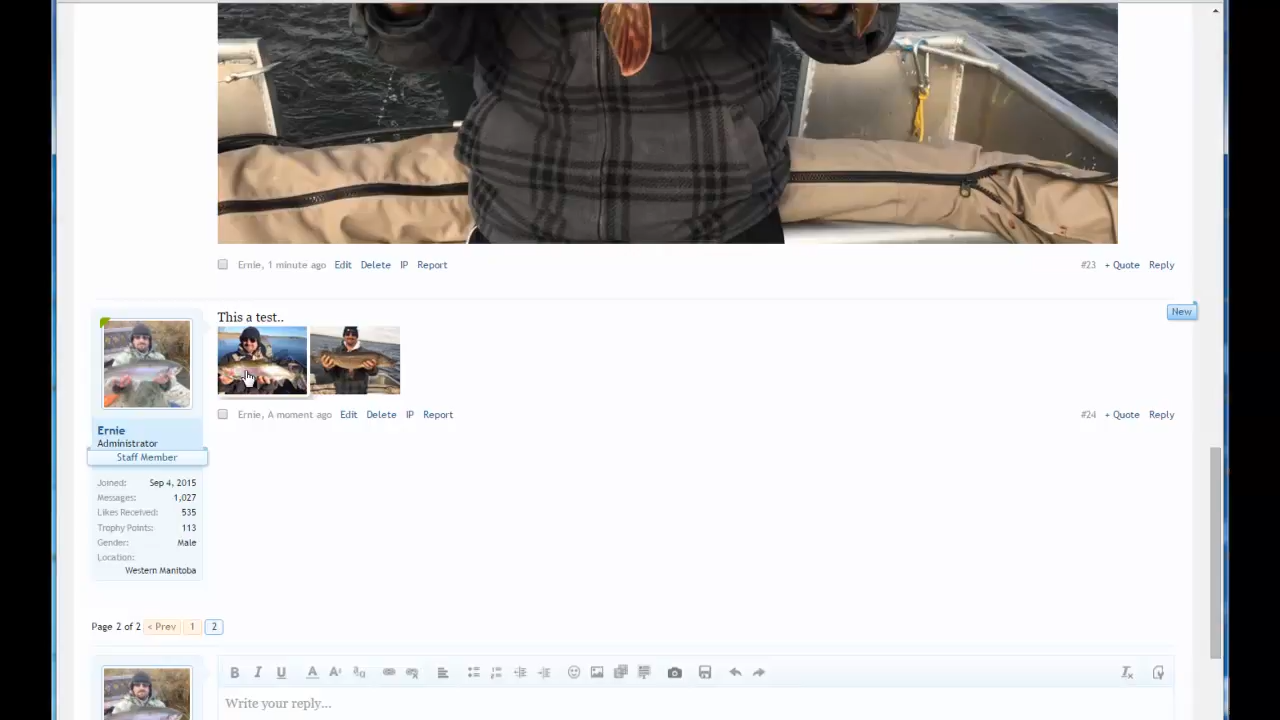 Ernie, 1 minute ago Edit Delete IP Report #23 + Quote Reply
This a test..
New
Ernie, A moment ago Edit Delete IP Report #24 + Quote Reply
Ernie
Administrator
Staff Member
Joined: Sep 4, 2015
Messages: 1,027
Likes Received: 535
Trophy Points: 113
Gender: Male
Location:
Western Manitoba
Page 2 of 2 < Prev 1 2
B I U A A
Write your reply...